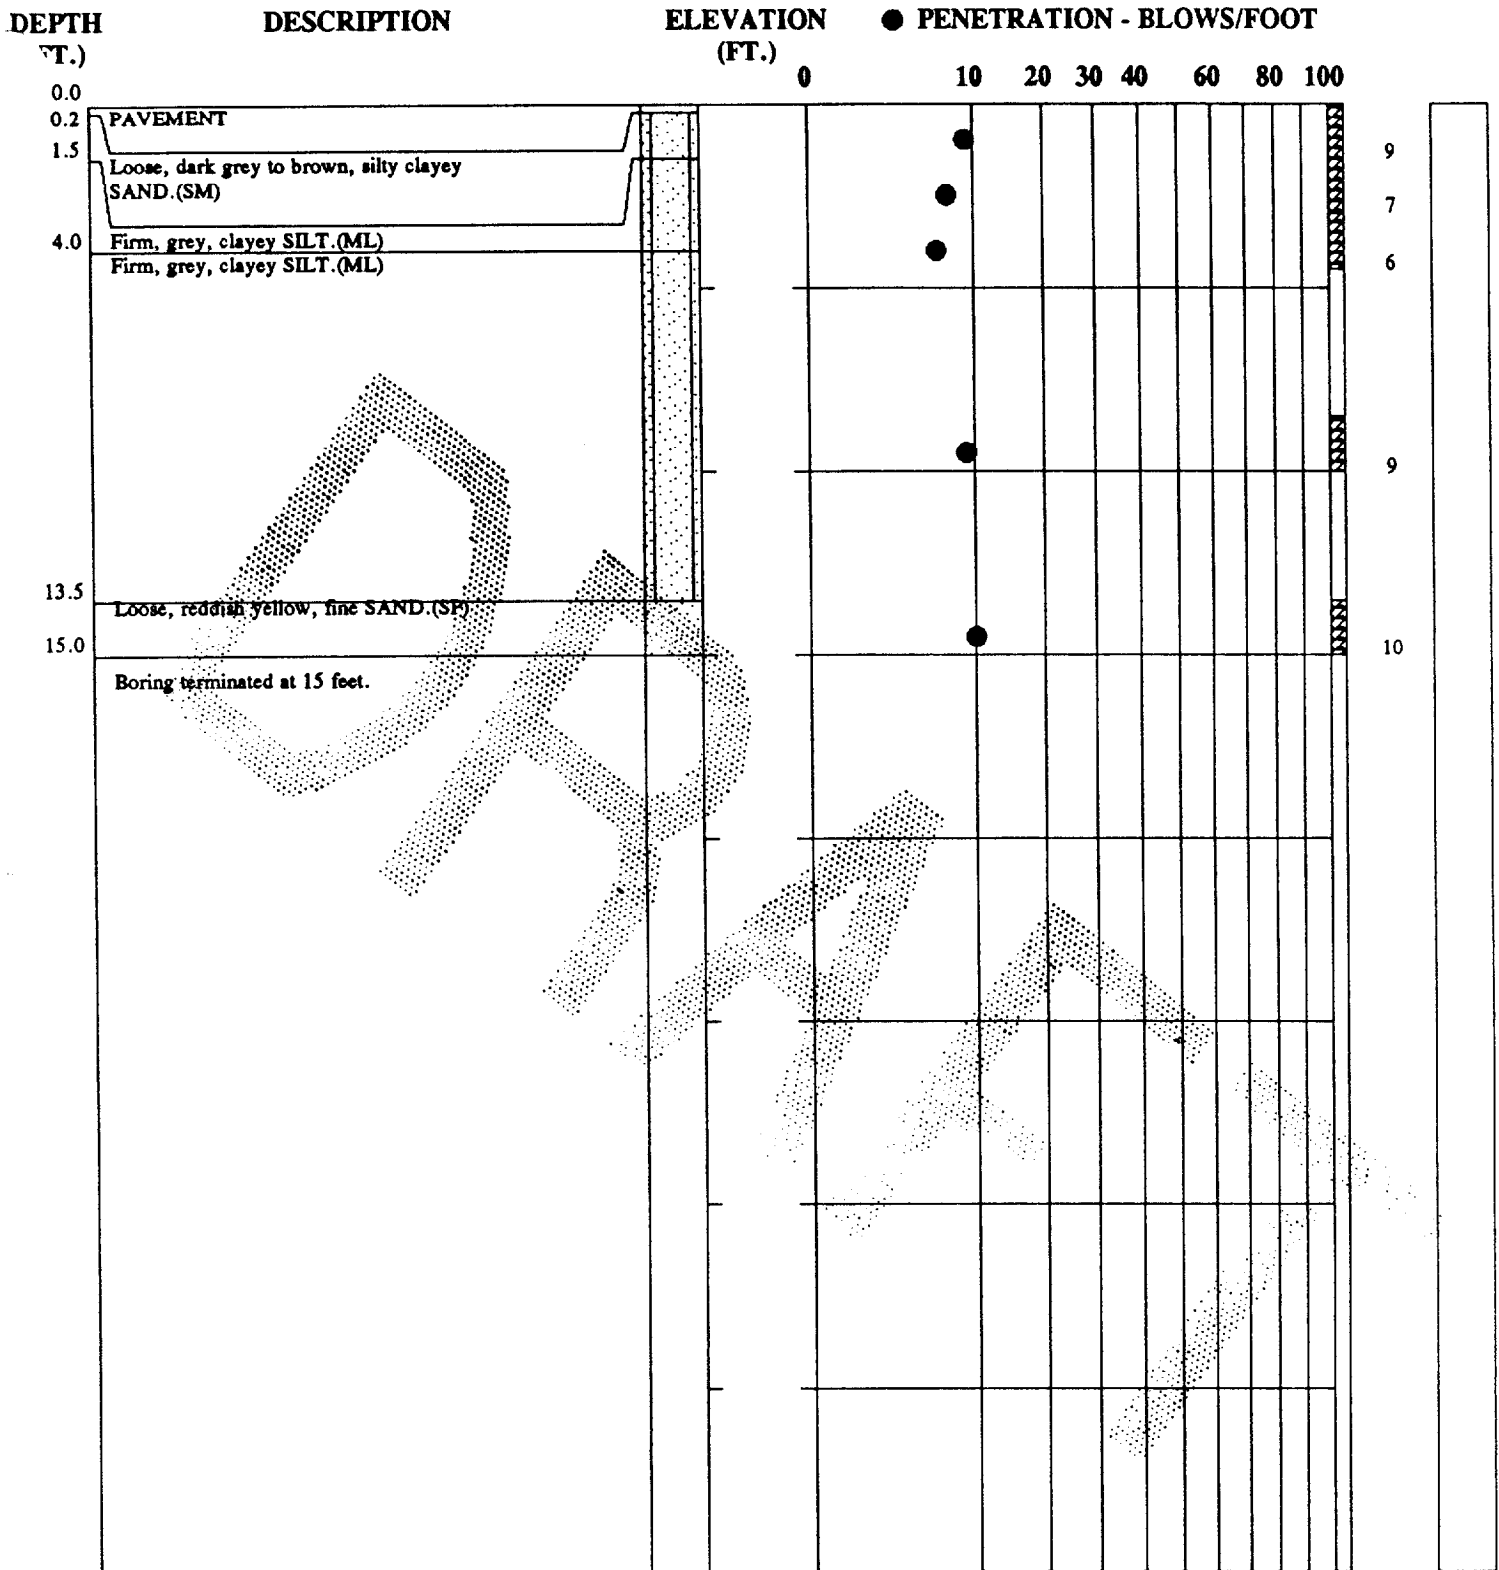 DEPTH DESCRIPTION ELEVATION ● PENETRATION - BLOWS/FOOT
FT.) (FT.)
0 10 20 30 40 60 80 100
0.0
0.2 PAVEMENT
1.5 9
Loose, dark grey to brown, silty clayey
SAND.(SM) 7
4.0 Firm, grey, clayey SILT.(ML)
Firm, grey, clayey SILT.(ML) 6
9
13.5 Loose, reddish yellow, fine SAND.(SP)
15.0 10
Boring terminated at 15 feet.
DRAFT